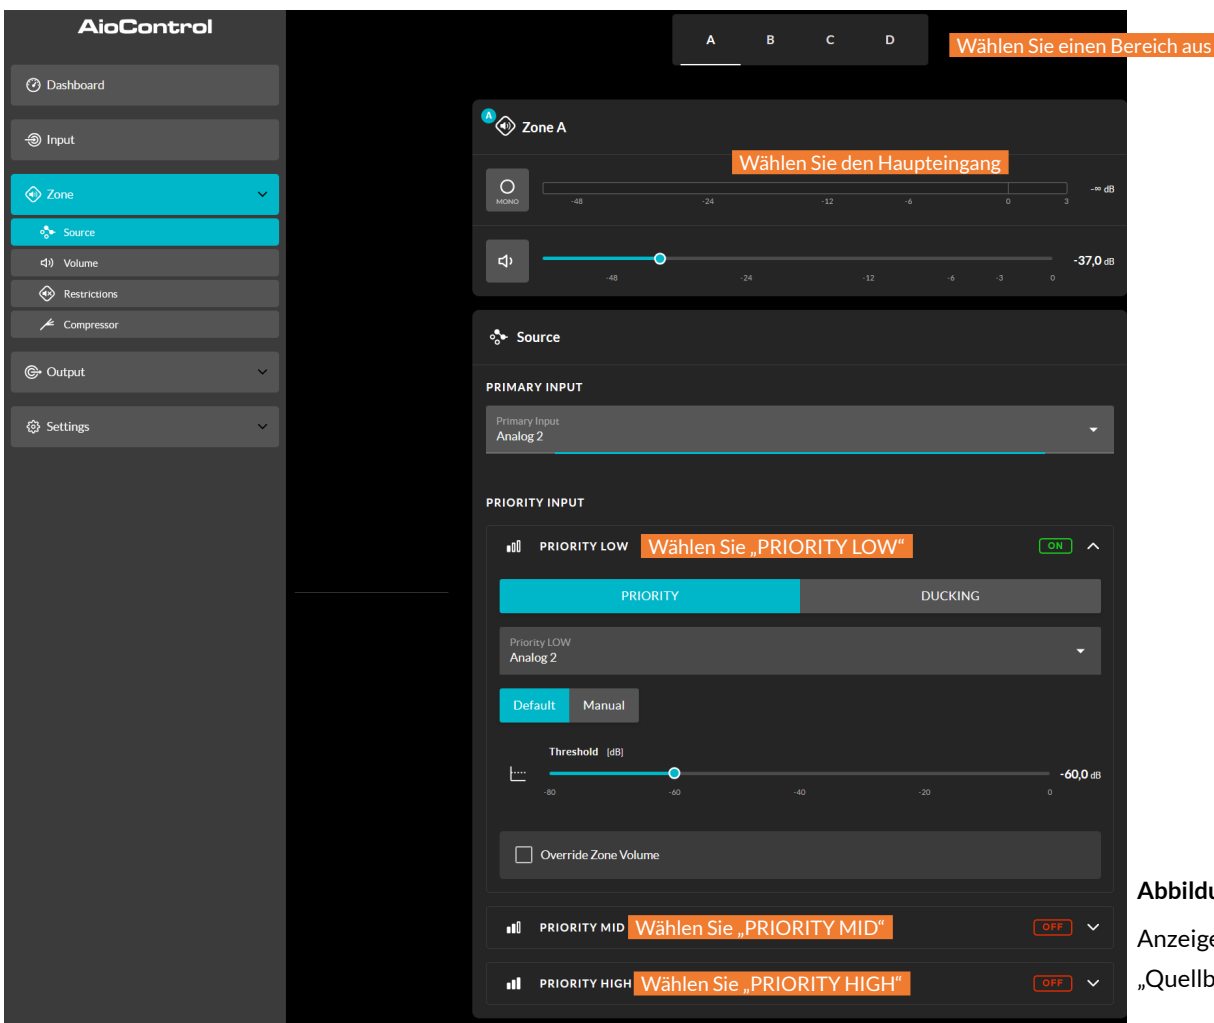 AioControl
Dashboard
Input
Zone
Source
Volume
Restrictions
Compressor
Output
Settings
A B C D
Wählen Sie einen Bereich aus
A
Zone A
Wählen Sie den Haupteingang
MONO
-48 -24 -12 -6 0 3
-∞ dB
-37,0 dB
-48 -24 -12 -6 -3 0
Source
PRIMARY INPUT
Primary Input
Analog 2
PRIORITY INPUT
PRIORITY LOW Wählen Sie „PRIORITY LOW“ ON
PRIORITY DUCKING
Priority LOW
Analog 2
Default Manual
Threshold [dB]
-60,0 dB
-80 -60 -40 -20 0
Override Zone Volume
PRIORITY MID Wählen Sie „PRIORITY MID“ OFF
PRIORITY HIGH Wählen Sie „PRIORITY HIGH“ OFF
Abbildu
Anzeige
„Quellb